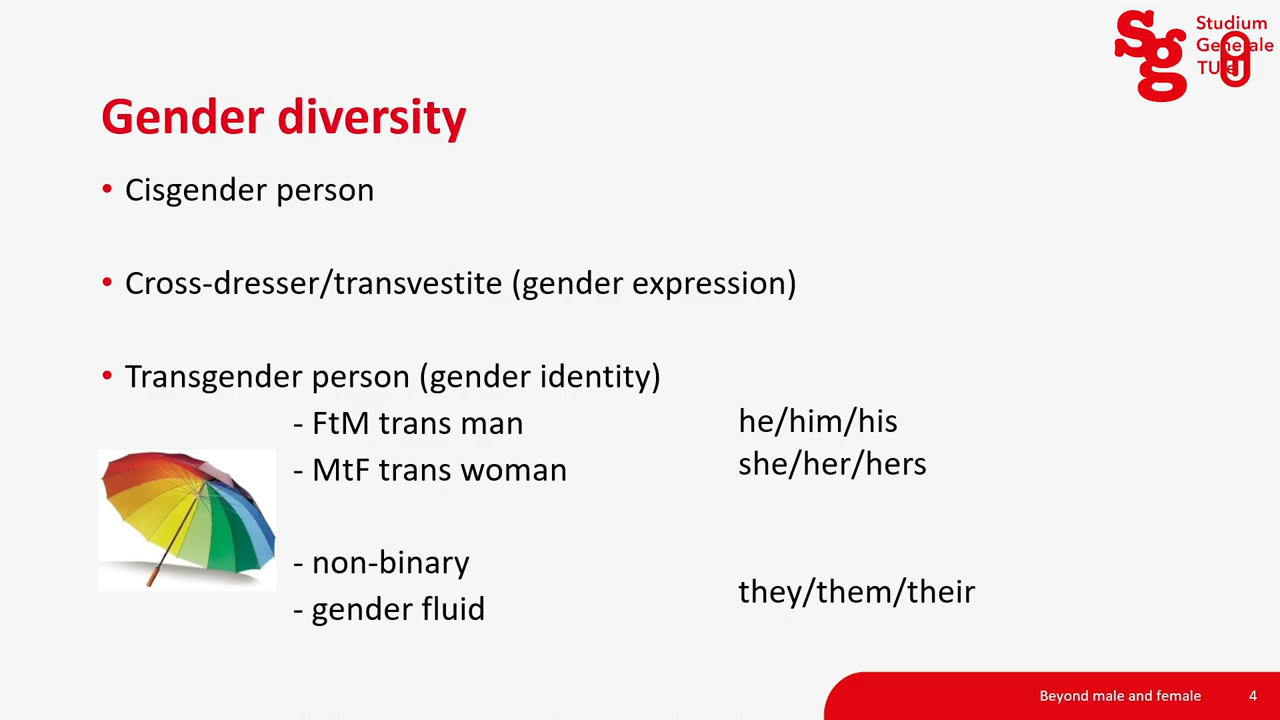 Studium
Generale
TU/e
Gender diversity
• Cisgender person
• Cross-dresser/transvestite (gender expression)
• Transgender person (gender identity)
- FtM trans man he/him/his
- MtF trans woman she/her/hers
- non-binary
they/them/their
- gender fluid
Beyond male and female 4